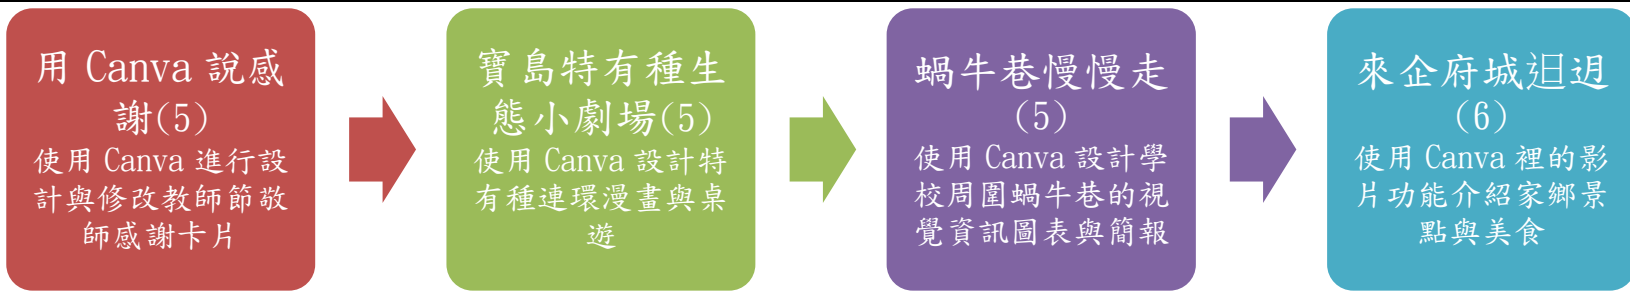 用 Canva 說感
謝(5)
使用 Canva 進行設
計與修改教師節敬
師感謝卡片
寶島特有種生
態小劇場(5)
使用 Canva 設計特
有種連環漫畫與桌
遊
蝸牛巷慢慢走
(5)
使用 Canva 設計學
校周圍蝸牛巷的視
覺資訊圖表與簡報
來企府城𨑨迌
(6)
使用 Canva 裡的影
片功能介紹家鄉景
點與美食